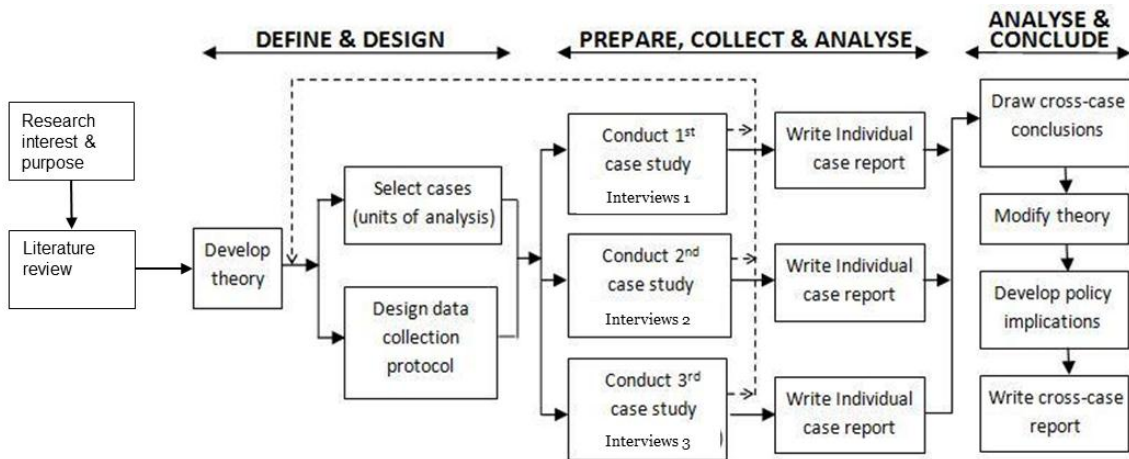 DEFINE & DESIGN
PREPARE, COLLECT & ANALYSE
ANALYSE &
CONCLUDE
Research
interest &
purpose
Literature
review
Develop
theory
Select cases
(units of analysis)
Design data
collection
protocol
Conduct 1st
case study
Interviews 1
Conduct 2nd
case study
Interviews 2
Conduct 3rd
case study
Interviews 3 )
Write Individual
case report
Write Individual
case report
Write Individual
case report
Draw cross-case
conclusions
Modify theory
Develop policy
implications
Write cross-case
report